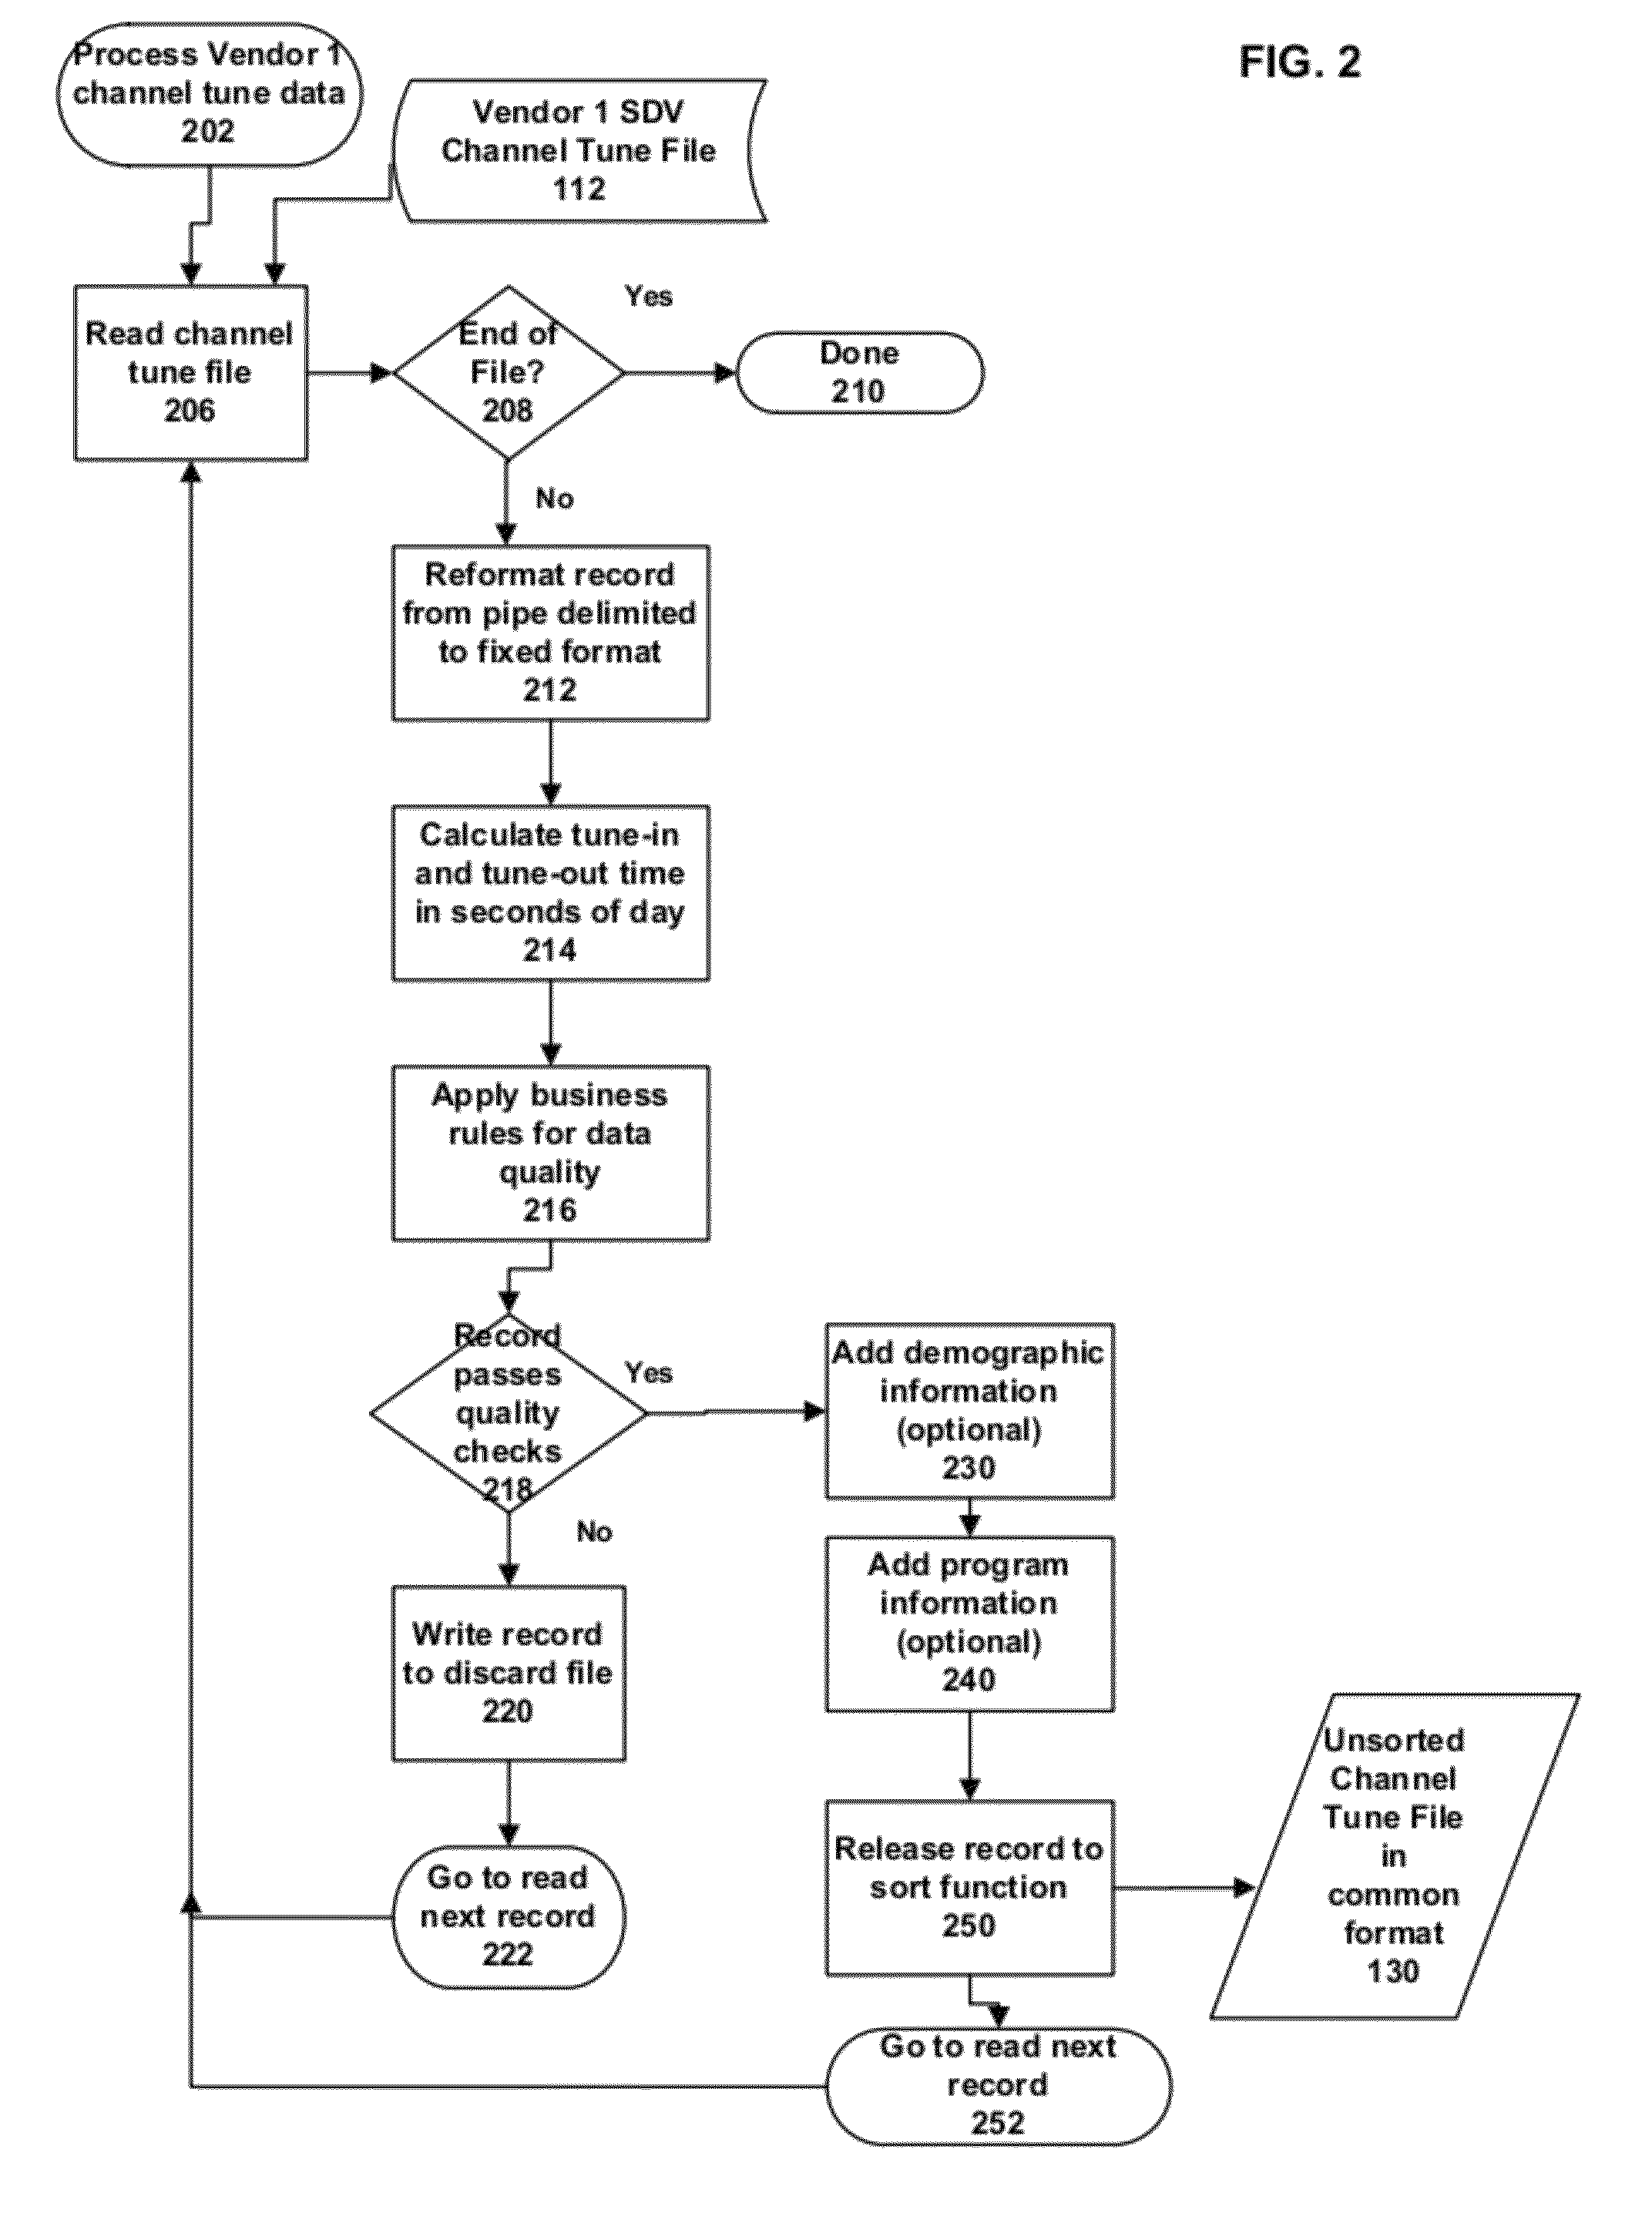 FIG. 2
Process Vendor 1
channel tune data
202
Vendor 1 SDV
Channel Tune File
112
Read channel
tune file
206
End of
File?
208
Yes
Done
210
No
Reformat record
from pipe delimited
to fixed format
212
Calculate tune-in
and tune-out time
in seconds of day
214
Apply business
rules for data
quality
216
Record
passes
quality
checks
218
Yes
Add demographic
information
(optional)
230
No
Add program
information
(optional)
240
Write record
to discard file
220
Unsorted
Channel
Tune File
in
common
format
130
Release record to
sort function
250
Go to read
next record
222
Go to read next
record
252